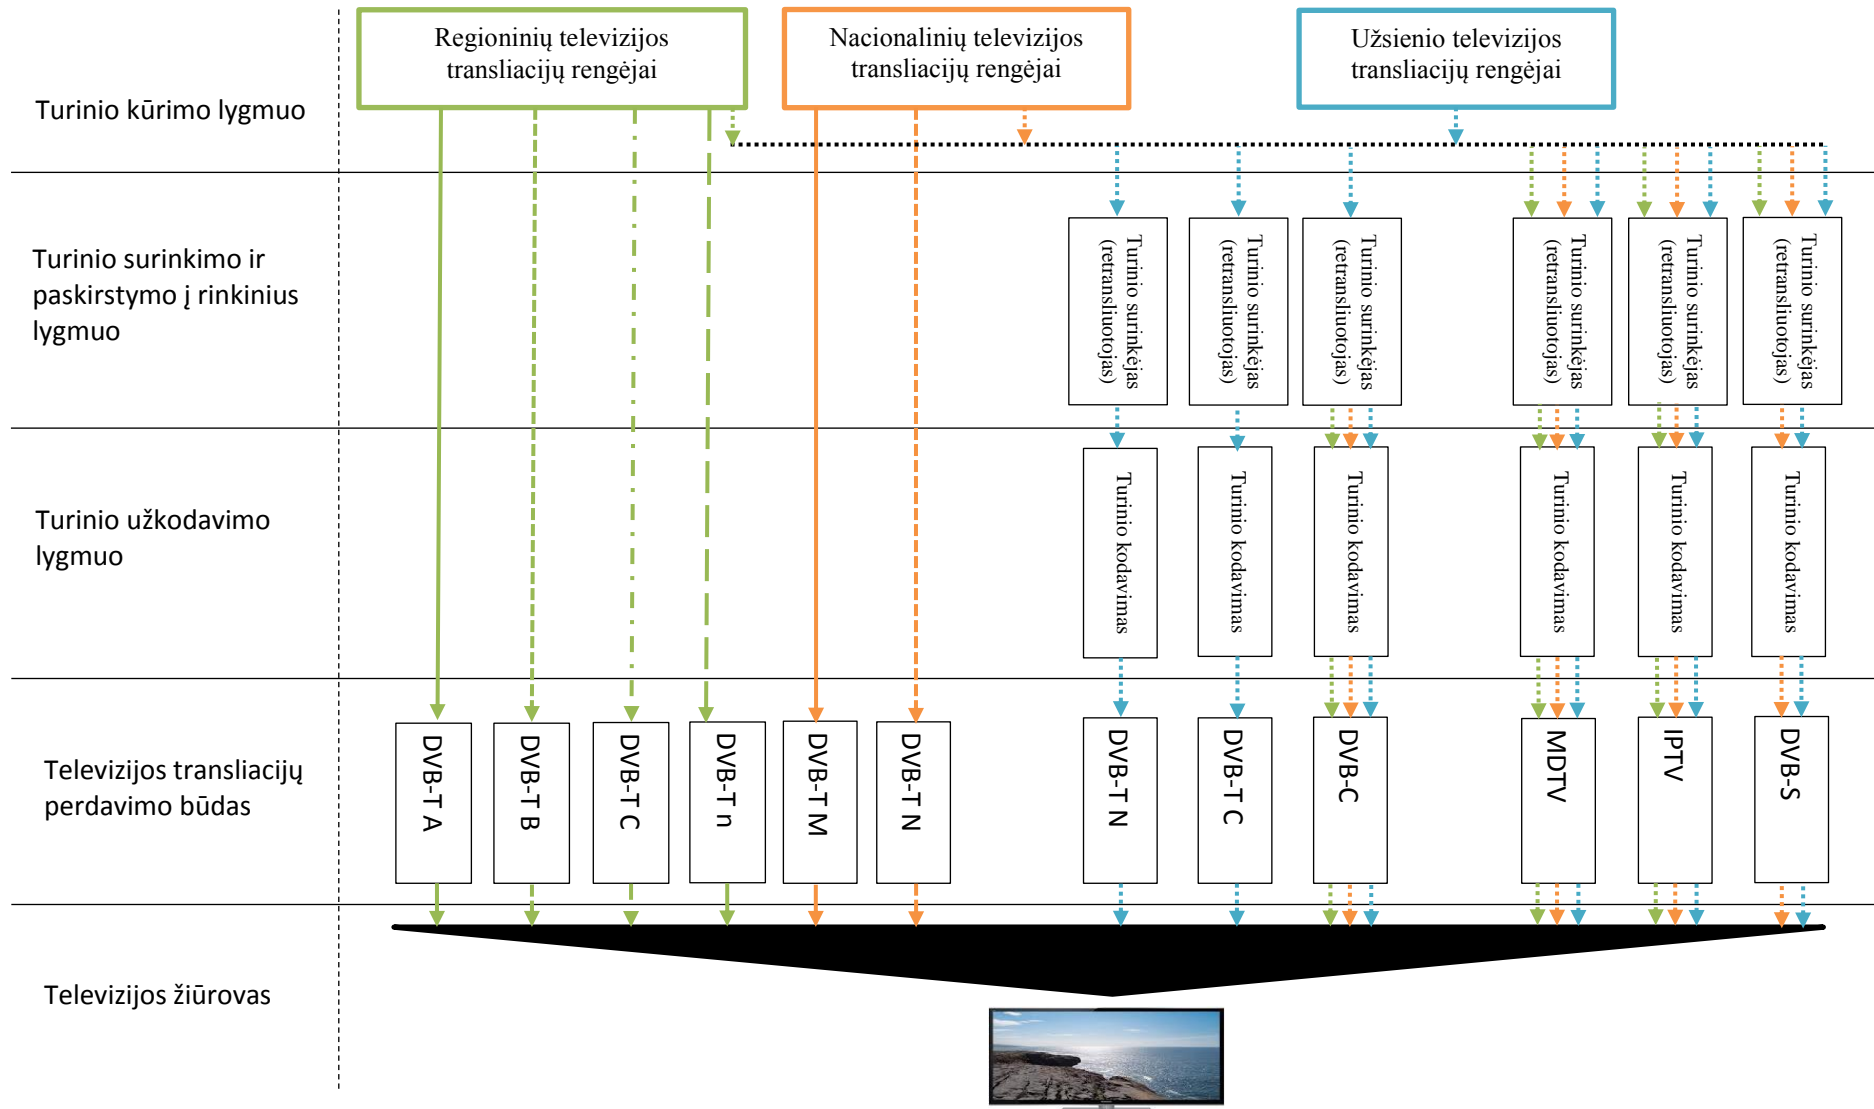 Regioninių televizijos
transliacijų rengėjai
Nacionalinių televizijos
transliacijų rengėjai
Užsienio televizijos
transliacijų rengėjai
Turinio kūrimo lygmuo
Turinio surinkimo ir
paskirstymo į rinkinius
lygmuo
Turinio surinkėjas
(retransliuotojas)
Turinio surinkėjas
(retransliuotojas)
Turinio surinkėjas
(retransliuotojas)
Turinio surinkėjas
(retransliuotojas)
Turinio surinkėjas
(retransliuotojas)
Turinio surinkėjas
(retransliuotojas)
Turinio užkodavimo
lygmuo
Turinio kodavimas
Turinio kodavimas
Turinio kodavimas
Turinio kodavimas
Turinio kodavimas
Turinio kodavimas
Televizijos transliacijų
perdavimo būdas
DVB-T A
DVB-T B
DVB-T C
DVB-T n
DVB-T M
DVB-T N
DVB-T N
DVB-T C
DVB-C
MDTV
IPTV
DVB-S
Televizijos žiūrovas